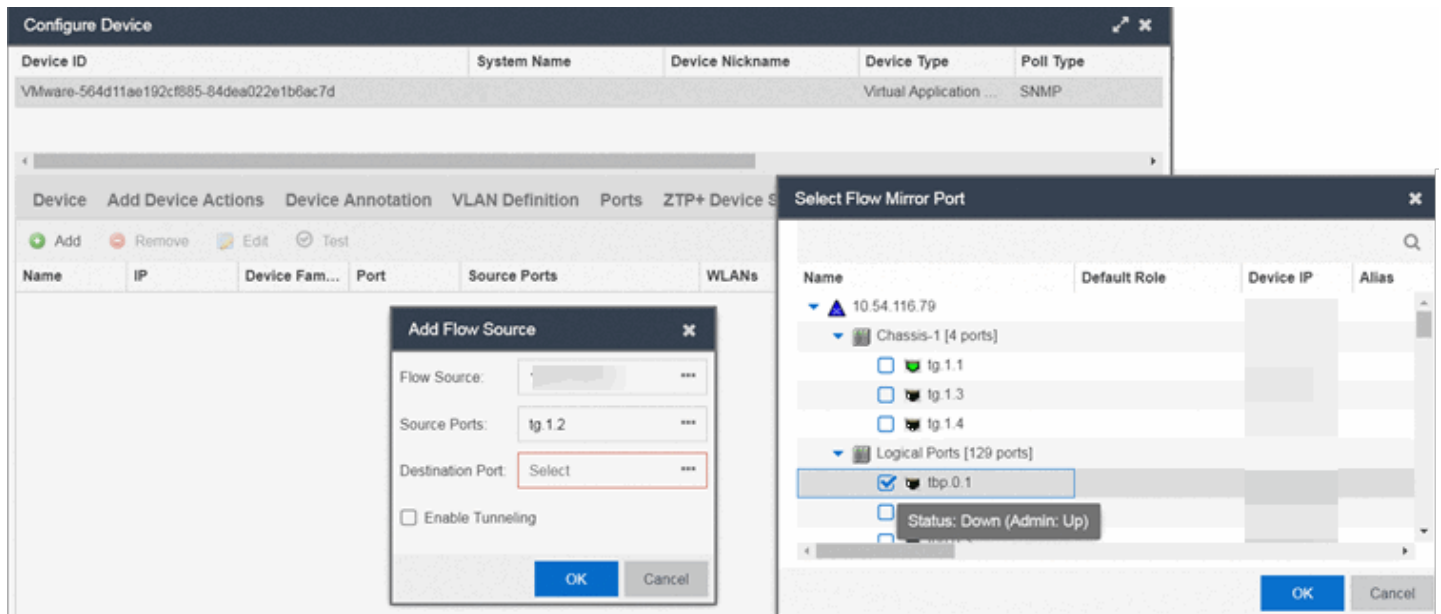 Configure Device
Device ID System Name Device Nickname Device Type Poll Type
VMware-564d11ae192cf885-84dea022e1b6ac7d Virtual Application ... SNMP
Device Add Device Actions Device Annotation VLAN Definition Ports ZTP+ Device S
Add Remove Edit Test
Name IP Device Fam... Port Source Ports WLANs
Add Flow Source
Flow Source: ...
Source Ports: tg.1.2 ...
Destination Port: Select ...
Enable Tunneling
OK Cancel
Select Flow Mirror Port
Name Default Role Device IP Alias
10.54.116.79
Chassis-1 [4 ports]
tg.1.1
tg.1.3
tg.1.4
Logical Ports [129 ports]
tbp.0.1
Status: Down (Admin: Up)
OK Cancel